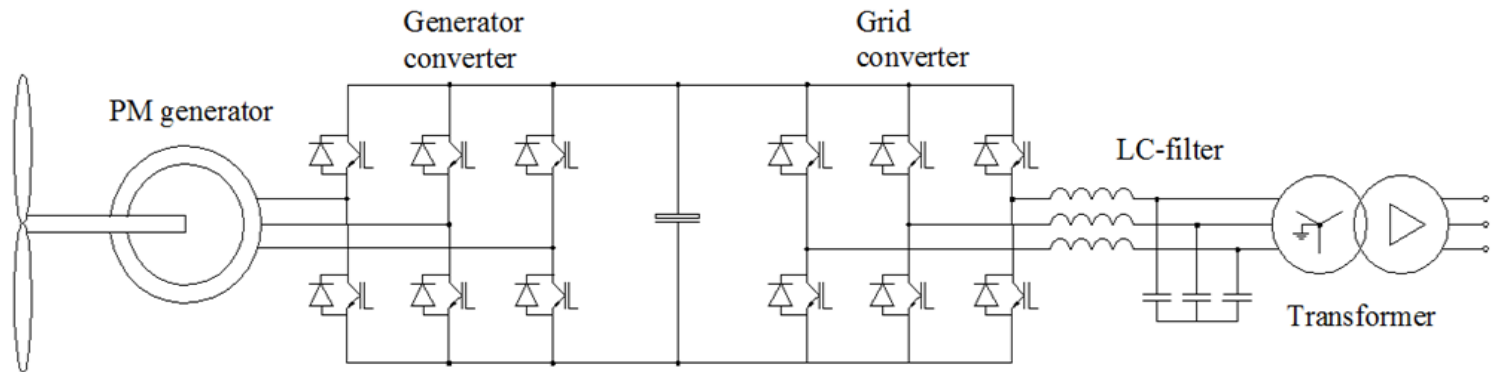 Generator
converter
Grid
converter
PM generator
LC-filter
Transformer